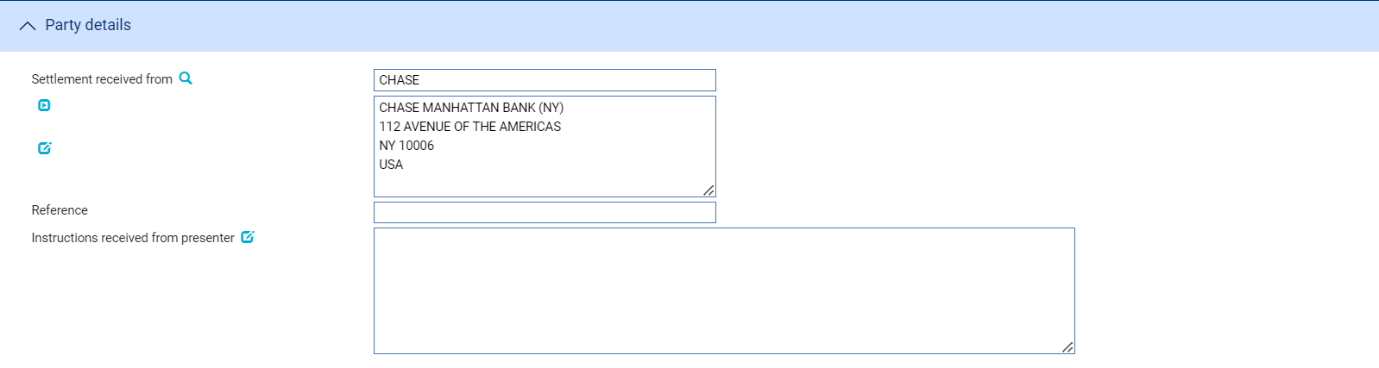 Party details
Settlement received from
CHASE
CHASE MANHATTAN BANK (NY)
112 AVENUE OF THE AMERICAS
NY 10006
USA
Reference
Instructions received from presenter